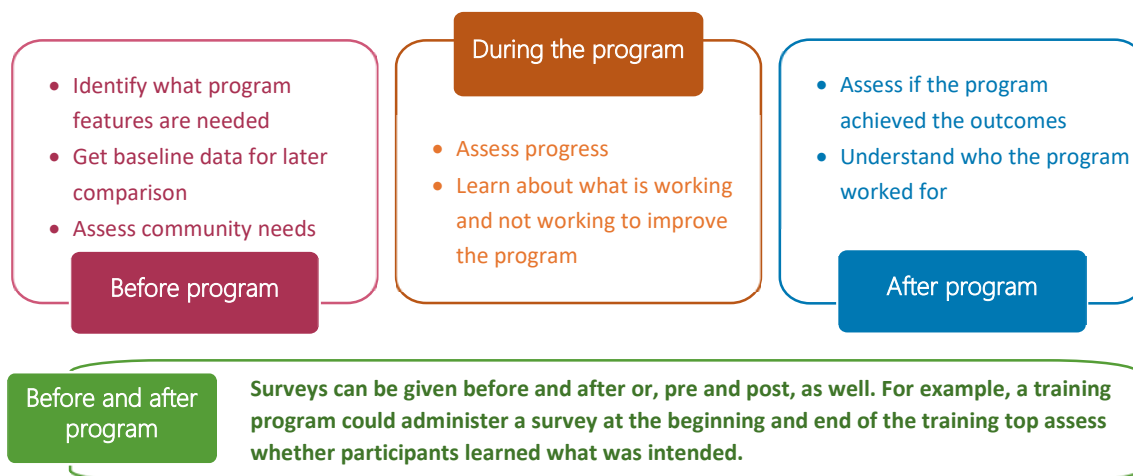 • Identify what program
features are needed
• Get baseline data for later
comparison
• Assess community needs
Before program
During the program
• Assess progress
• Learn about what is working
and not working to improve
the program
• Assess if the program
achieved the outcomes
• Understand who the program
worked for
After program
Before and after
program
Surveys can be given before and after or, pre and post, as well. For example, a training
program could administer a survey at the beginning and end of the training top assess
whether participants learned what was intended.